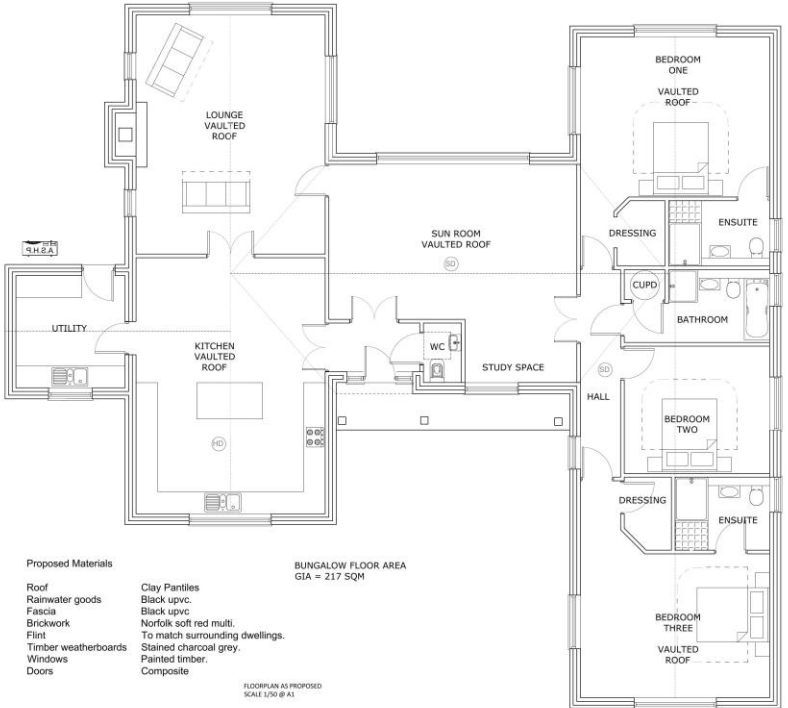 BEDROOM
ONE
VAULTED
ROOF
LOUNGE
VAULTED
ROOF
ENSUITE
DRESSING
SUN ROOM
VAULTED ROOF
SD
A.S.H.P
CUPD
BATHROOM
UTILITY
KITCHEN
VAULTED
ROOF
WC
STUDY SPACE
SD
HALL
BEDROOM
TWO
HD
DRESSING
ENSUITE
BEDROOM
THREE
VAULTED
ROOF
BUNGALOW FLOOR AREA
GIA = 217 SQM
Proposed Materials
Roof Clay Pantiles
Rainwater goods Black upvc.
Fascia Black upvc
Brickwork Norfolk soft red multi.
Flint To match surrounding dwellings.
Timber weatherboards Stained charcoal grey.
Windows Painted timber.
Doors Composite
FLOORPLAN AS PROPOSED
SCALE 1/50 @ A1